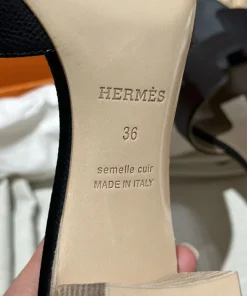 HERMÈS
36
semelle cuir
MADE IN ITALY